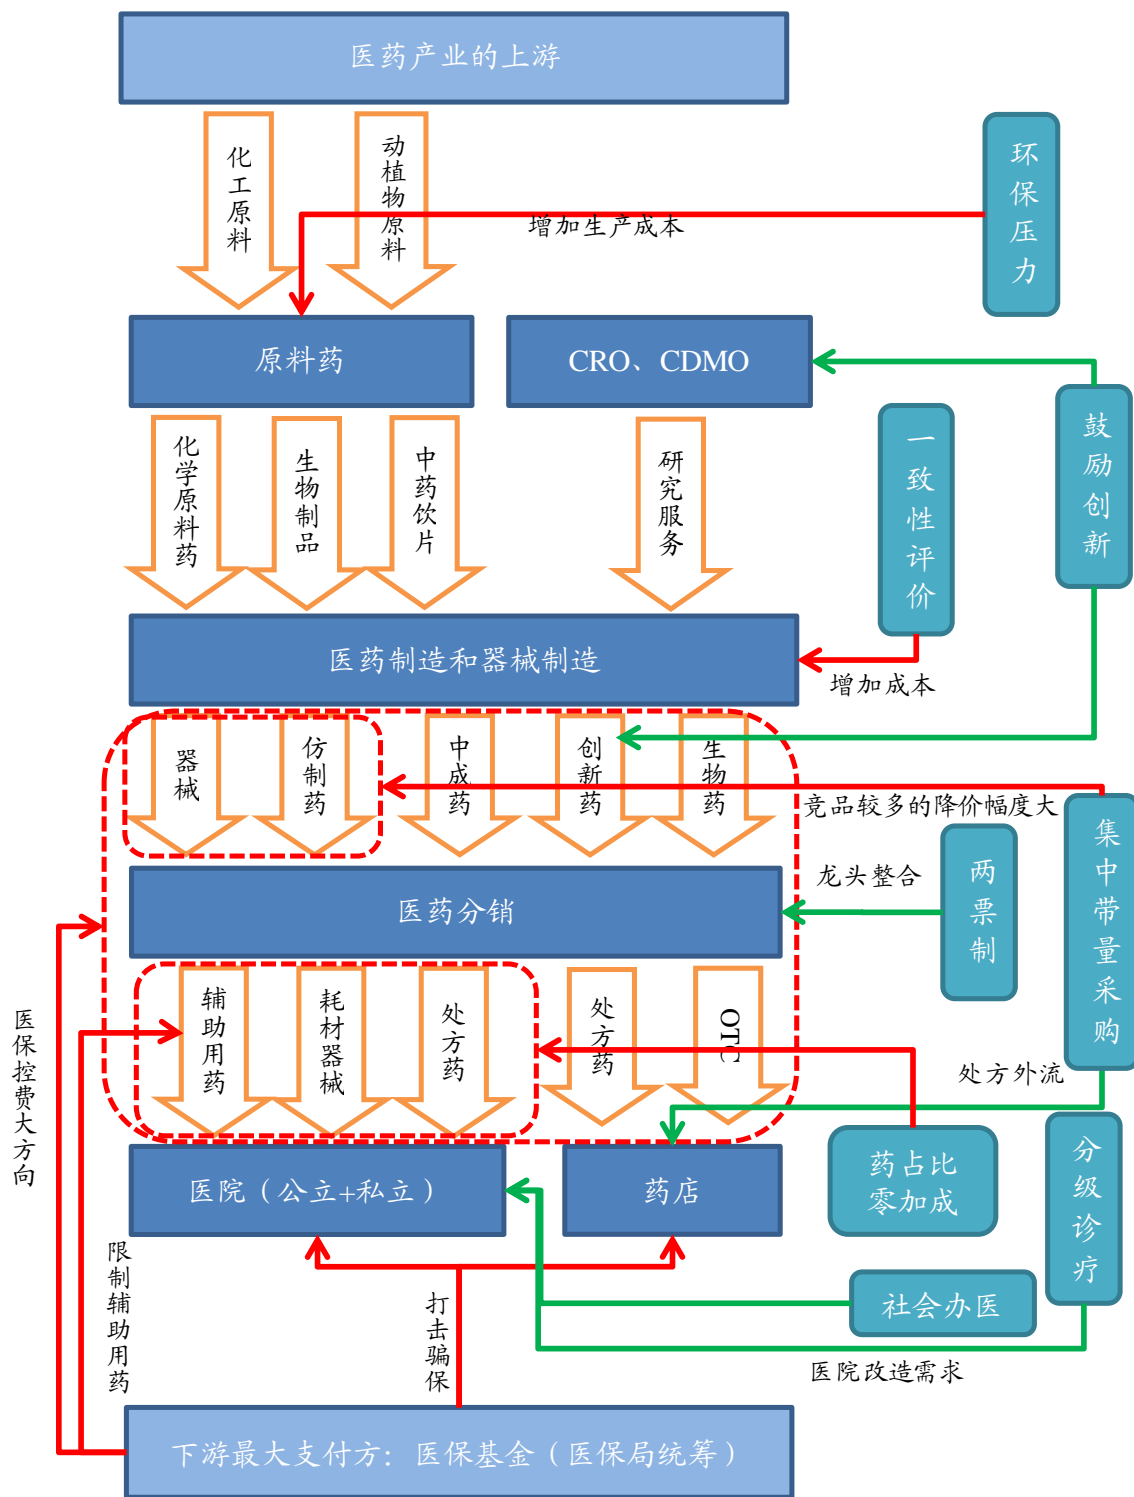 医药产业的上游
化工原料
动植物原料
环保压力
增加生产成本
原料药
CRO、CDMO
鼓励创新
一致性评价
化学原料药
生物制品
中药饮片
研究服务
医药制造和器械制造
增加成本
器械
仿制药
中成药
创新药
生物药
竞品较多的降价幅度大
集中带量采购
龙头整合
两票制
医药分销
医保控费大方向
辅助用药
耗材器械
处方药
处方药
OTC
处方外流
分级诊疗
医院（公立+私立）
药店
药占比
零加成
限制辅助用药
打击骗保
社会办医
医院改造需求
下游最大支付方：医保基金（医保局统筹）